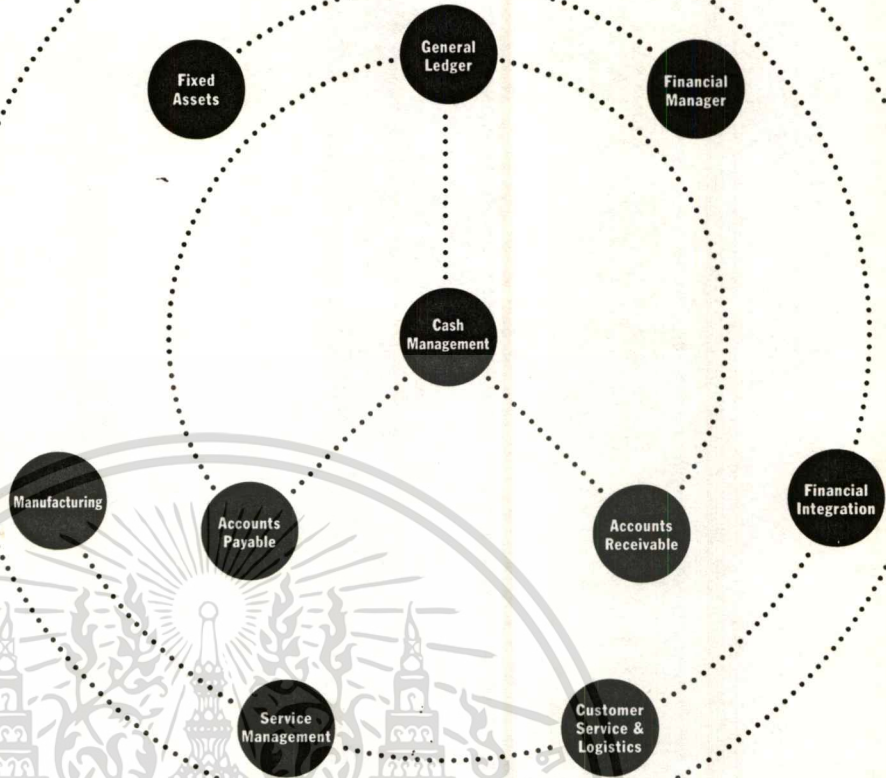 General
Ledger
Fixed
Assets
Financial
Manager
Cash
Management
Manufacturing
Accounts
Payable
Accounts
Receivable
Financial
Integration
Service
Management
Customer
Service &
Logistics